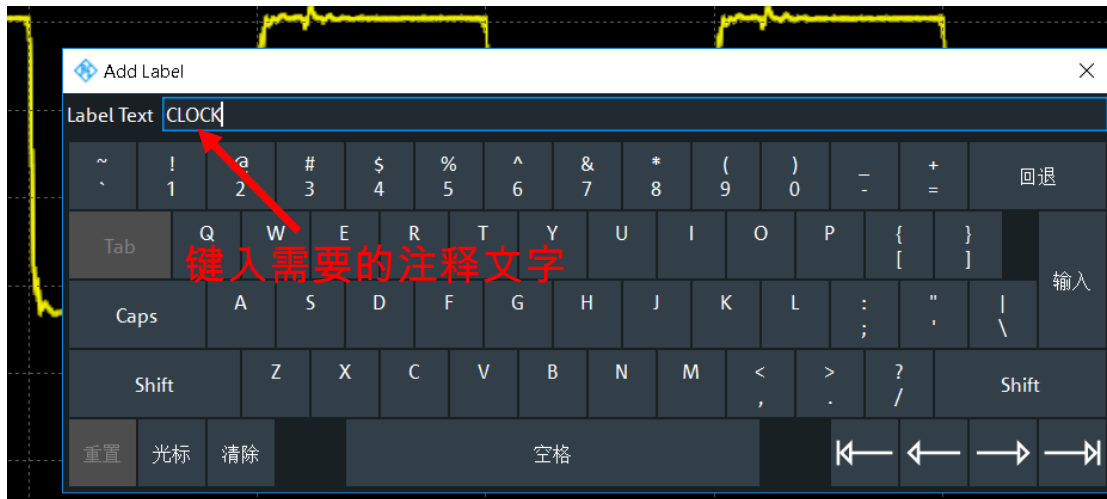 Add Label
Label Text CLOCK
~ ! @ # $ % ^ & * ( ) _ +
` 1 2 3 4 5 6 7 8 9 0 - = 回退
Tab Q W E R T Y U I O P { }
[ ]
键入需要的注释文字
输入
Caps A S D F G H J K L : " |
; ' \
Shift Z X C V B N M < > ? Shift
, . /
重置 光标 清除 空格